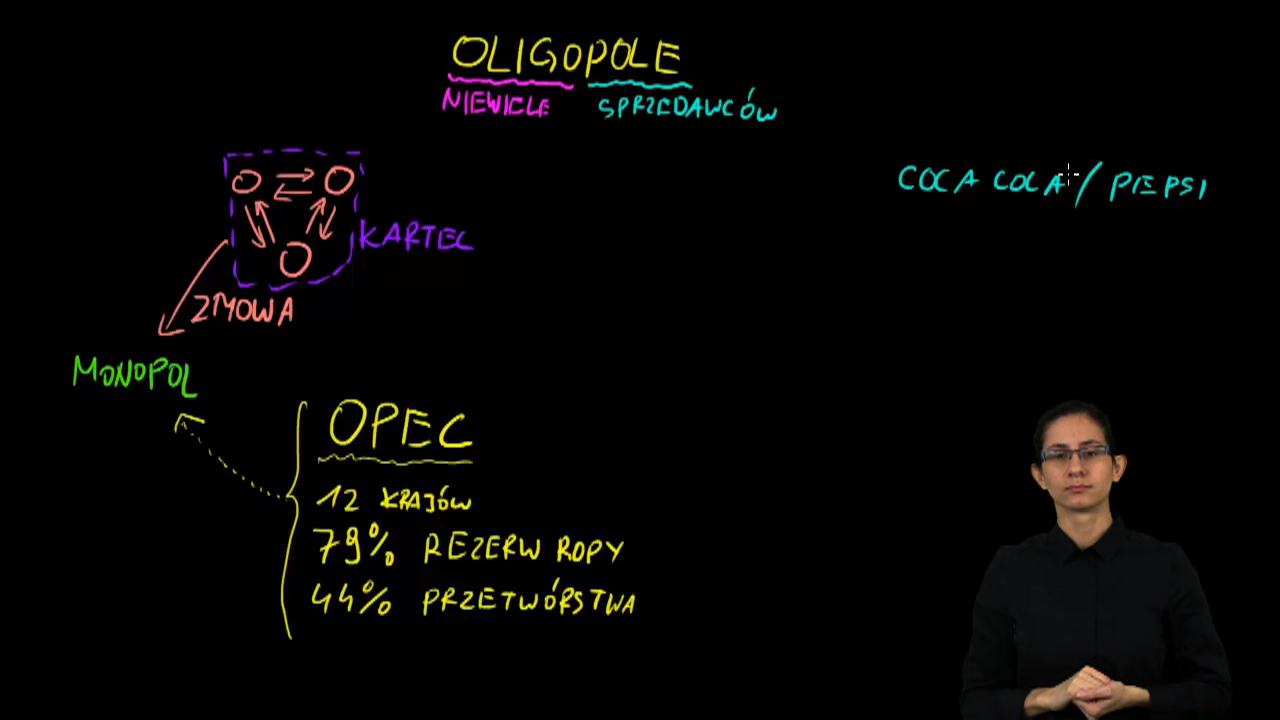 OLIGOPOLE
NIEWIELE SPRZEDAWCÓW
COCA COLA / PEPSI
KARTEL
ZMOWA
MONOPOL
OPEC
12 KRAJÓW
79% REZERW ROPY
44% PRZETWÓRSTWA